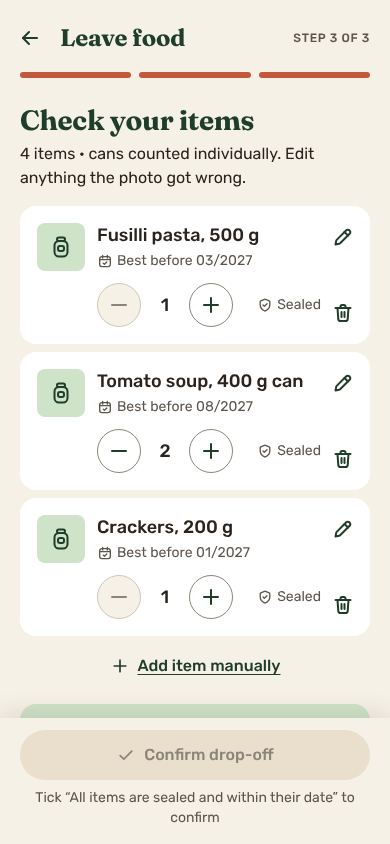 Leave food
STEP 3 OF 3
Check your items
4 items • cans counted individually. Edit
anything the photo got wrong.
Fusilli pasta, 500 g
Best before 03/2027
1
Sealed
Tomato soup, 400 g can
Best before 08/2027
2
Sealed
Crackers, 200 g
Best before 01/2027
1
Sealed
Add item manually
Confirm drop-off
Tick “All items are sealed and within their date” to
confirm